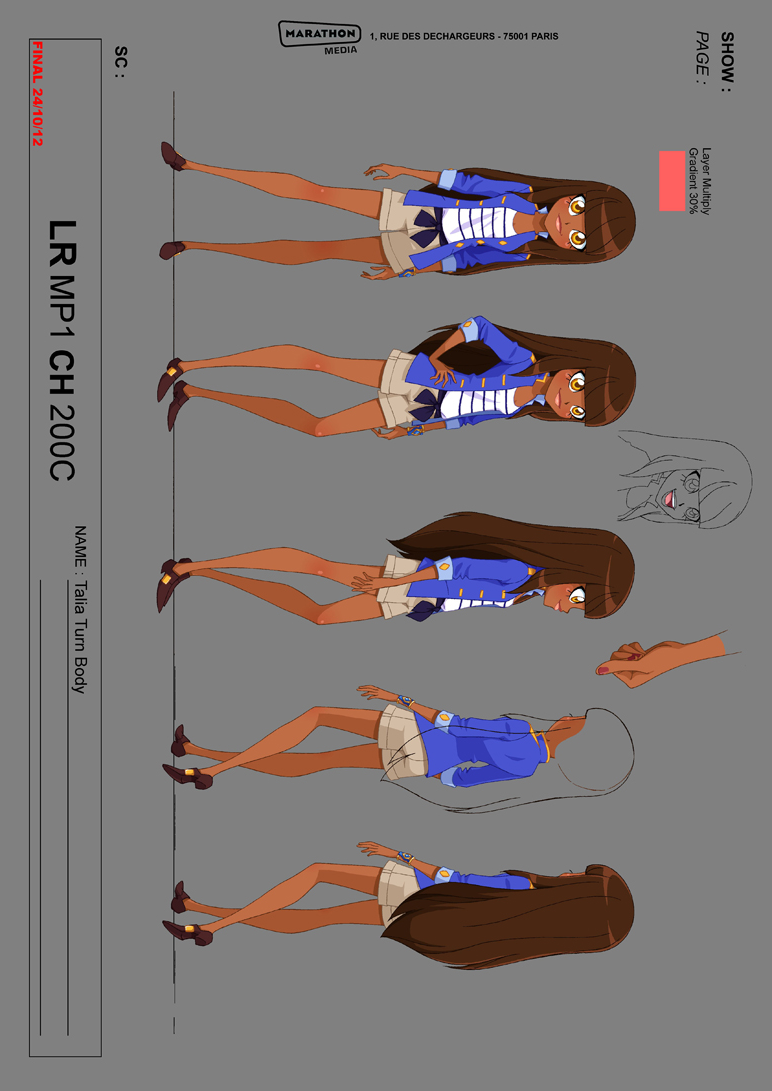 MARATHON
MEDIA
1, RUE DES DECHARGEURS - 75001 PARIS
SHOW :
PAGE :
SC :
Layer Multiply
Gradient 30%
FINAL 24/10/12
LR MP1 CH 200C
NAME : Talia Turn Body